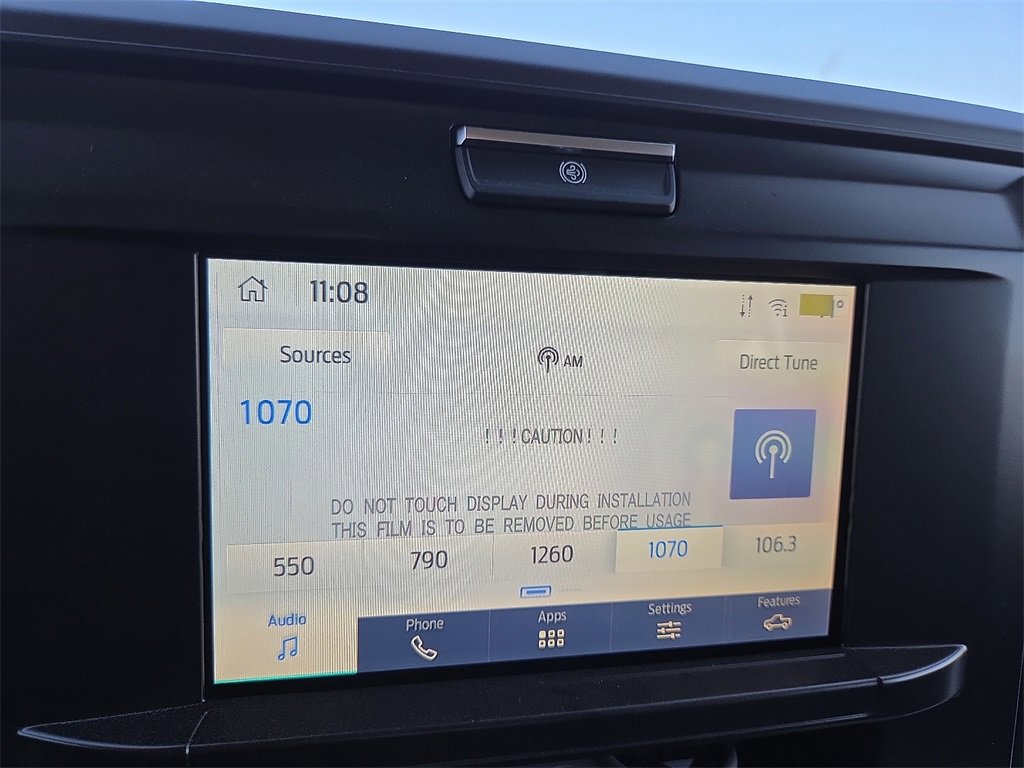 11:08
Sources
AM
Direct Tune
1070
!!!CAUTION!!!
DO NOT TOUCH DISPLAY DURING INSTALLATION
THIS FILM IS TO BE REMOVED BEFORE USAGE
550 790 1260 1070 106.3
Audio Phone Apps Settings Features